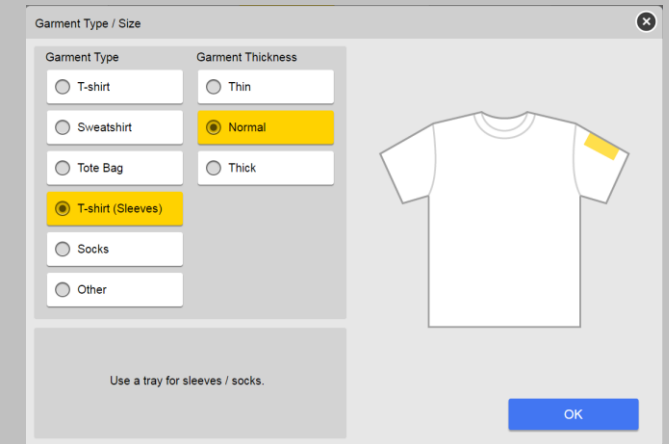 Garment Type / Size
Garment Type
Garment Thickness
T-shirt
Thin
Sweatshirt
Normal
Tote Bag
Thick
T-shirt (Sleeves)
Socks
Other
Use a tray for sleeves / socks.
OK